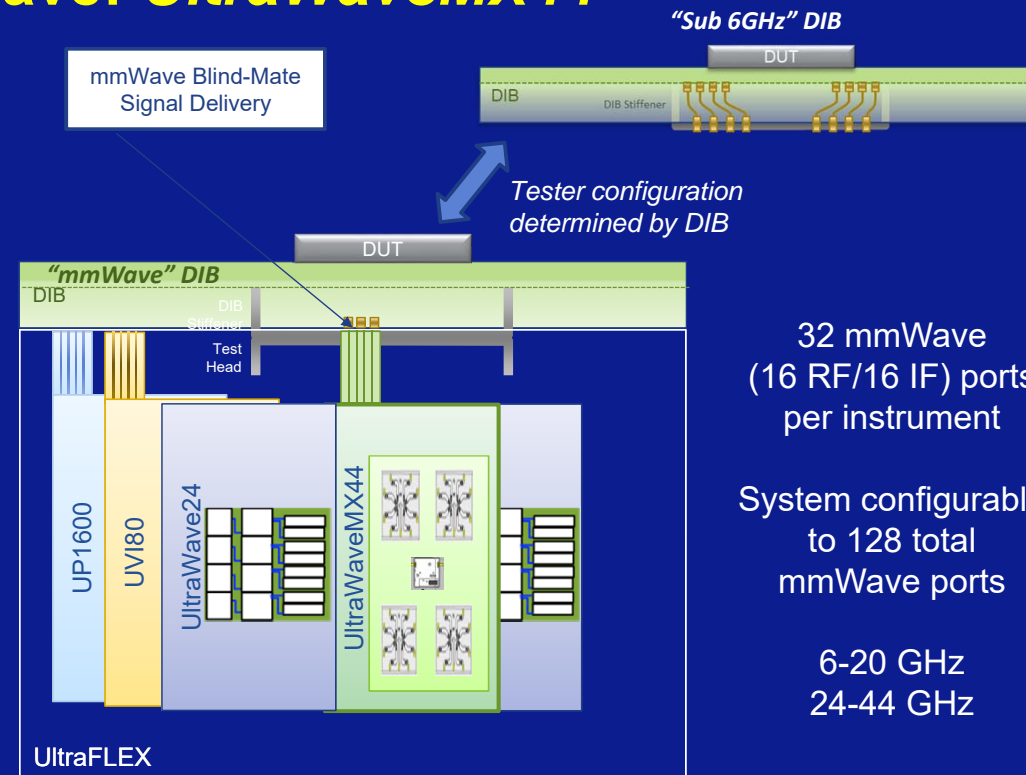 UltraWaveMX44
"Sub 6GHz" DIB
DUT
DIB
DIB Stiffener
mmWave Blind-Mate
Signal Delivery
Tester configuration
determined by DIB
DUT
"mmWave" DIB
DIB
DIB
Stiffener
Test
Head
UP1600
UVI80
UltraWave24
UltraWaveMX44
UltraFLEX
32 mmWave
(16 RF/16 IF) ports
per instrument
System configurabl
to 128 total
mmWave ports
6-20 GHz
24-44 GHz